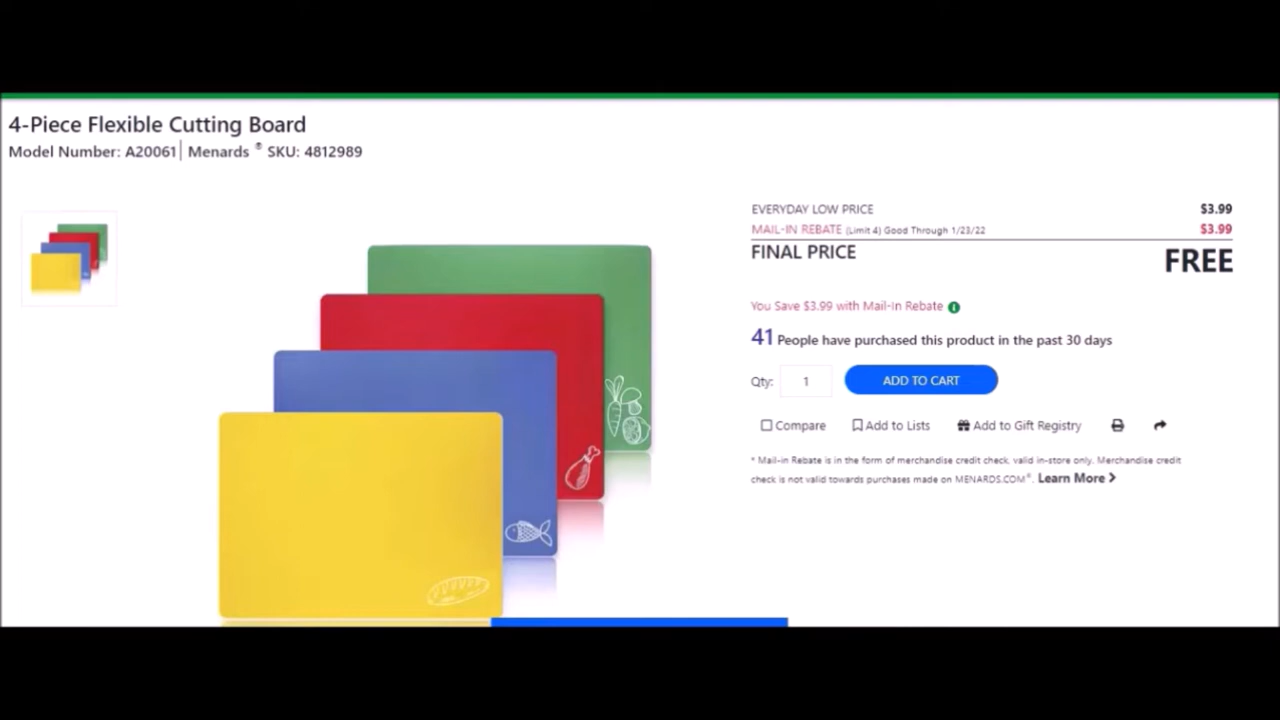 4-Piece Flexible Cutting Board
Model Number: A20061 | Menards ® SKU: 4812989
EVERYDAY LOW PRICE $3.99
MAIL-IN REBATE (Limit 4) Good Through 1/23/22 $3.99
FINAL PRICE FREE
You Save $3.99 with Mail-In Rebate i
41 People have purchased this product in the past 30 days
Qty: 1 ADD TO CART
Compare Add to Lists Add to Gift Registry
* Mail-in Rebate is in the form of merchandise credit check, valid in-store only. Merchandise credit
check is not valid towards purchases made on MENARDS.COM®. Learn More